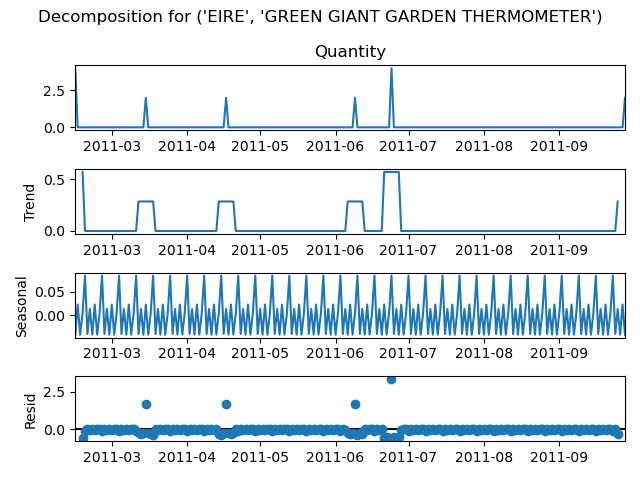 Decomposition for ('EIRE', 'GREEN GIANT GARDEN THERMOMETER')
Quantity
2.5
0.0
2011-03 2011-04 2011-05 2011-06 2011-07 2011-08 2011-09
Trend
0.5
0.0
2011-03 2011-04 2011-05 2011-06 2011-07 2011-08 2011-09
Seasonal
0.05
0.00
2011-03 2011-04 2011-05 2011-06 2011-07 2011-08 2011-09
Resid
2.5
0.0
2011-03 2011-04 2011-05 2011-06 2011-07 2011-08 2011-09